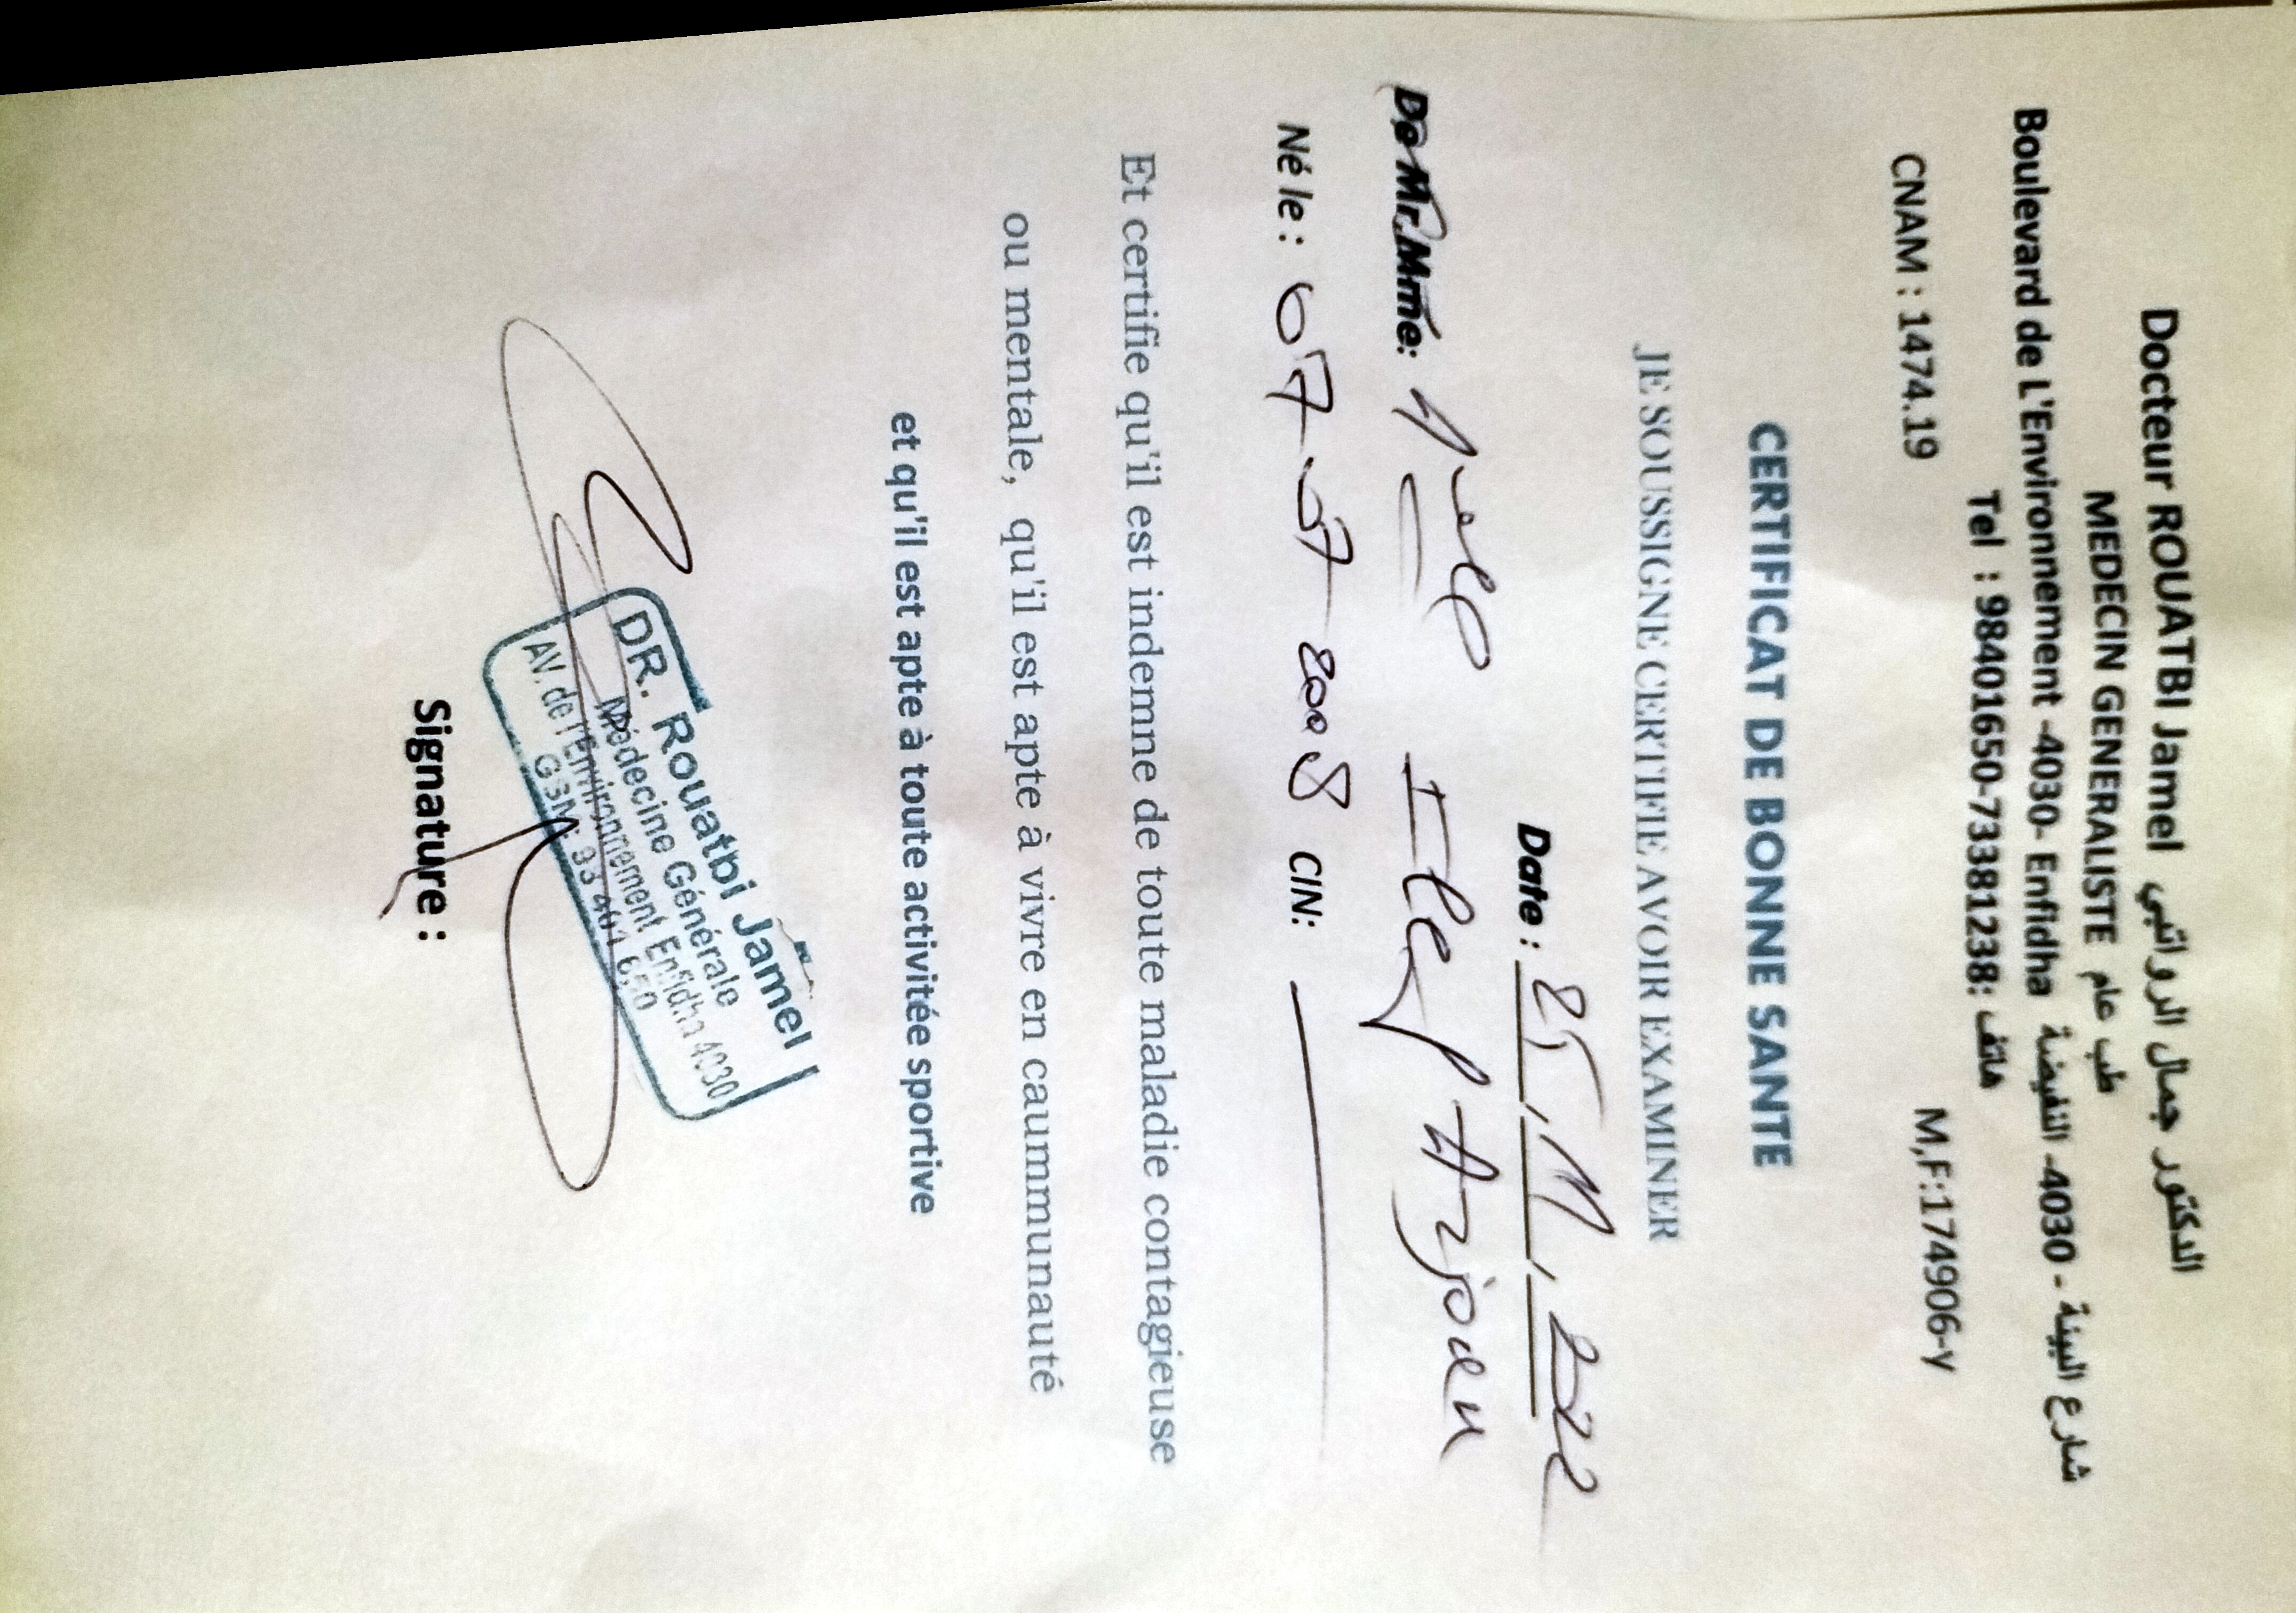 Docteur ROUATBI Jamel الدكتور جمال الرواتبي
MEDECIN GENERALISTE طب عام
Boulevard de L'Environnement -4030- Enfidha شارع البيئة - 4030- النفيضة
Tel : 98401650-73381238: هاتف
CNAM : 1474.19 M,F:174906-y
CERTIFICAT DE BONNE SANTE
JE SOUSSIGNE CERTIFIE AVOIR EXAMINER
Date : 25, 11, 2022
De Mr.Mme:
Né le : 07-07 2008 CIN:
Et certifie qu'il est indemne de toute maladie contagieuse
ou mentale, qu'il est apte à vivre en caummunauté
et qu'il est apte à toute activitée sportive
DR. Rouatbi Jamel
Médecine Générale
AV. de l'Environnement Enfidha 4030
Signature :